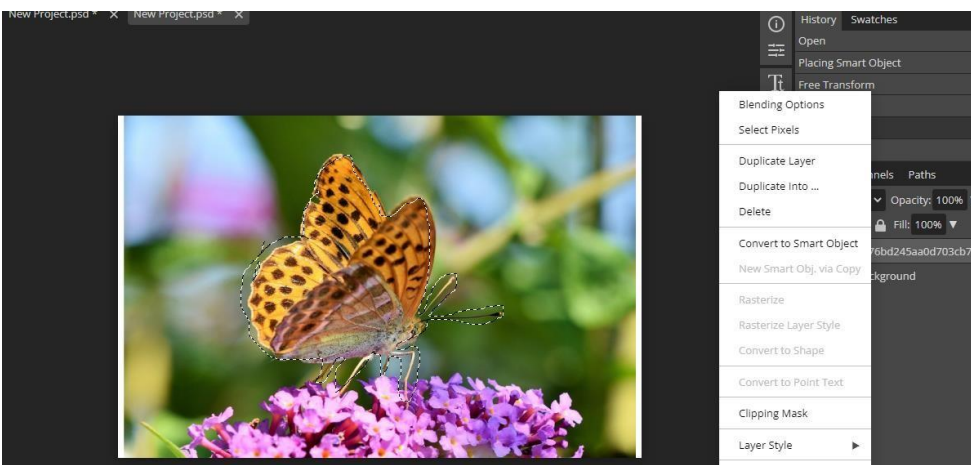 New Project.psd * X New Project.psd * X
History Swatches
Open
Placing Smart Object
Tt Free Transform
Blending Options
Select Pixels
Duplicate Layer
nnels Paths
Duplicate Into ...
Opacity: 100%
Delete
Fill: 100%
Convert to Smart Object
76bd245aa0d703cb7
New Smart Obj. via Copy
ckground
Rasterize
Rasterize Layer Style
Convert to Shape
Convert to Point Text
Clipping Mask
Layer Style